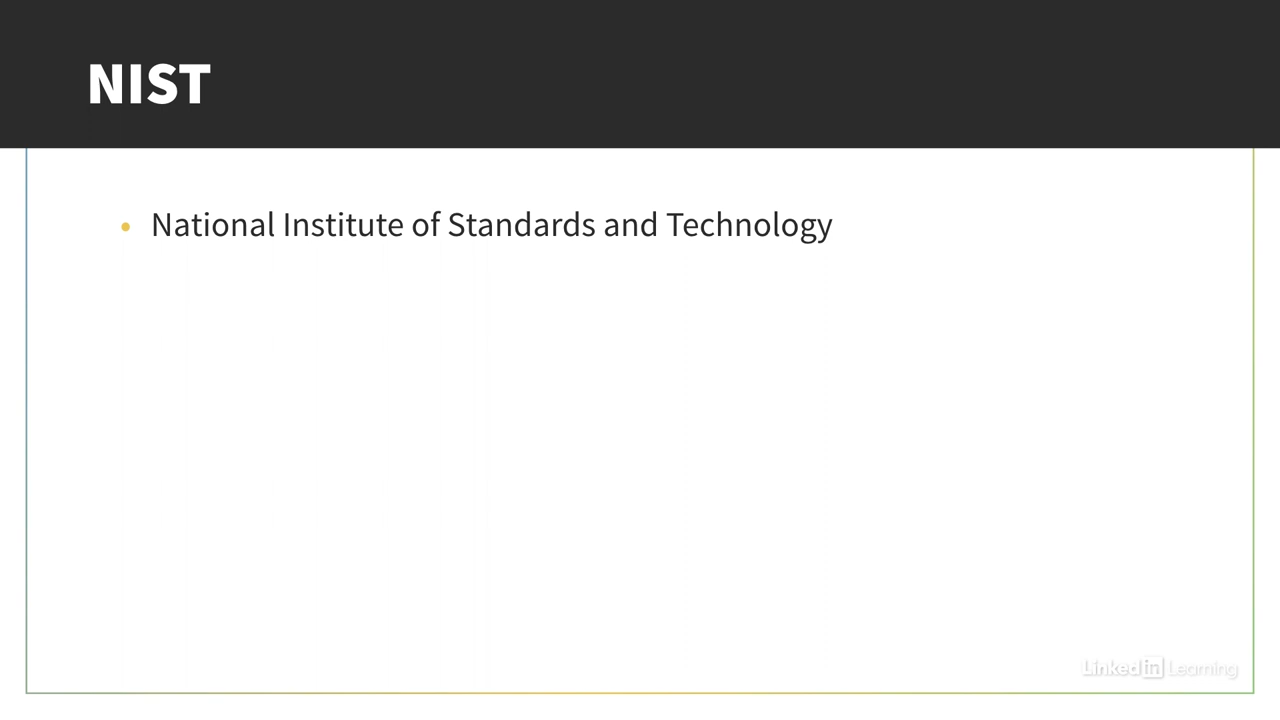 NIST
• National Institute of Standards and Technology
Linked in Learning